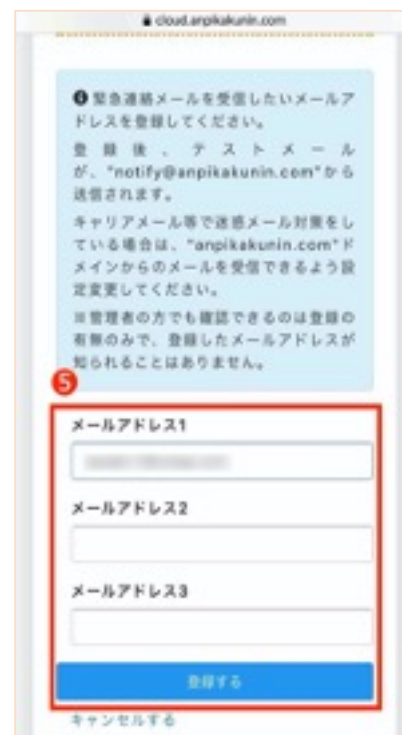 cloud.anpikakunin.com
緊急連絡メールを受信したいメールア
ドレスを登録してください。
登録後、テストメール
が、"notify@anpikakunin.com"から
送信されます。
キャリアメール等で迷惑メール対策をし
ている場合は、"anpikakunin.com"ド
メインからのメールを受信できるよう設
定変更してください。
※管理者の方でも確認できるのは登録の
有無のみで、登録したメールアドレスが
知られることはありません。
5
メールアドレス1
メールアドレス2
メールアドレス3
登録する
キャンセルする